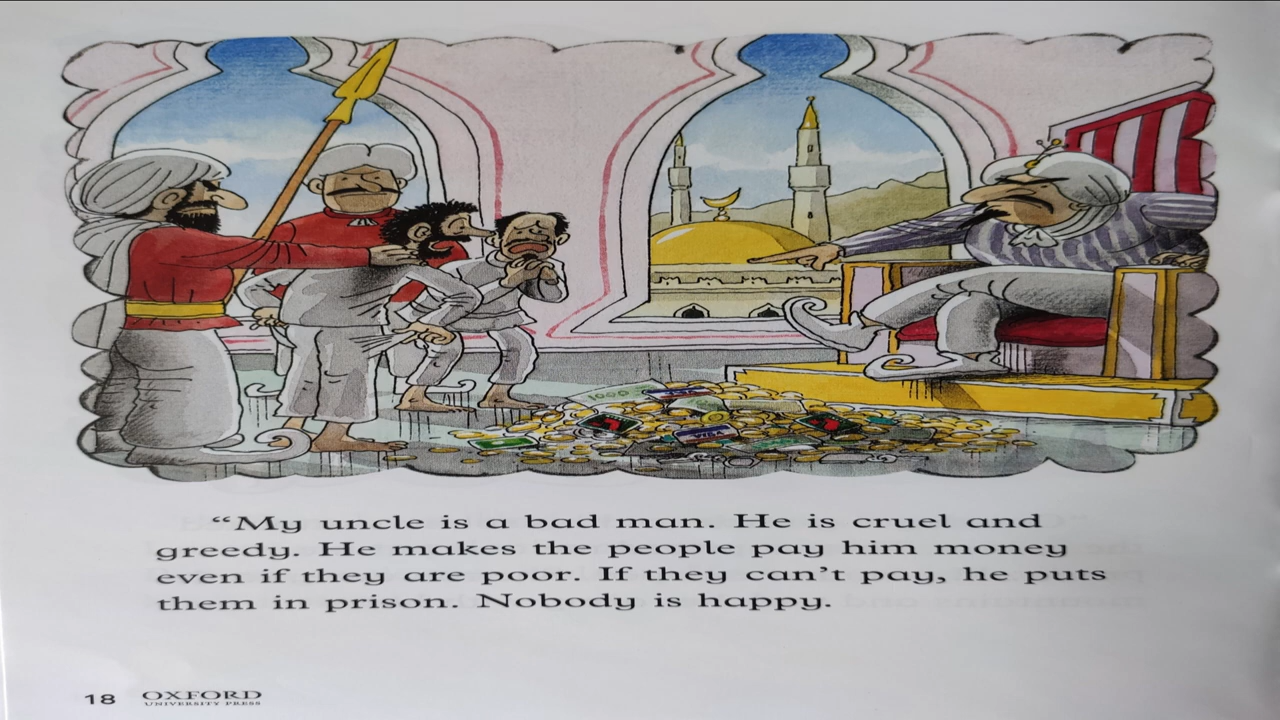 1000
VISA
"My uncle is a bad man. He is cruel and
greedy. He makes the people pay him money
even if they are poor. If they can't pay, he puts
them in prison. Nobody is happy.
18 OXFORD
UNIVERSITY PRESS